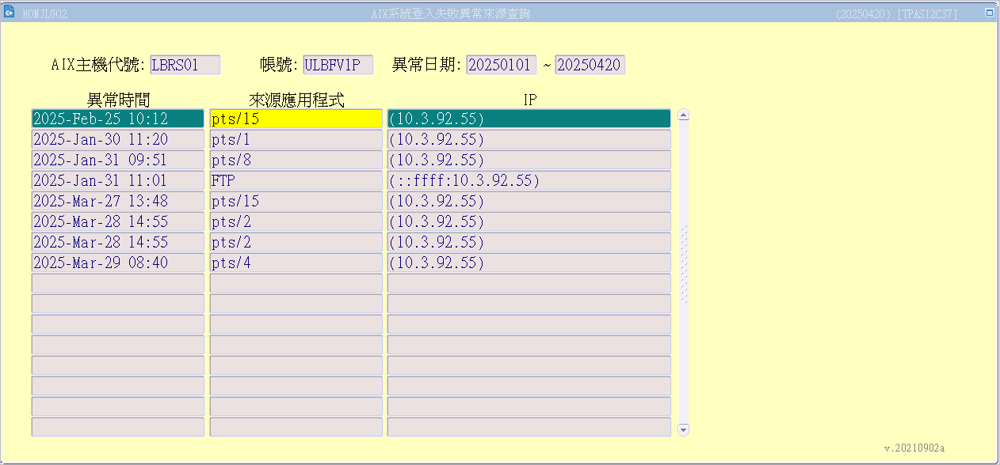 HONJLG02 AIX系統登入失敗異常來源查詢 (20250420) [TPAS12C37]
AIX主機代號: LBRS01 帳號: ULBFV1P 異常日期: 20250101 ~ 20250420
異常時間 來源應用程式 IP
2025-Feb-25 10:12 pts/15 (10.3.92.55)
2025-Jan-30 11:20 pts/1 (10.3.92.55)
2025-Jan-31 09:51 pts/8 (10.3.92.55)
2025-Jan-31 11:01 FTP (::ffff:10.3.92.55)
2025-Mar-27 13:48 pts/15 (10.3.92.55)
2025-Mar-28 14:55 pts/2 (10.3.92.55)
2025-Mar-28 14:55 pts/2 (10.3.92.55)
2025-Mar-29 08:40 pts/4 (10.3.92.55)
v.20210902a